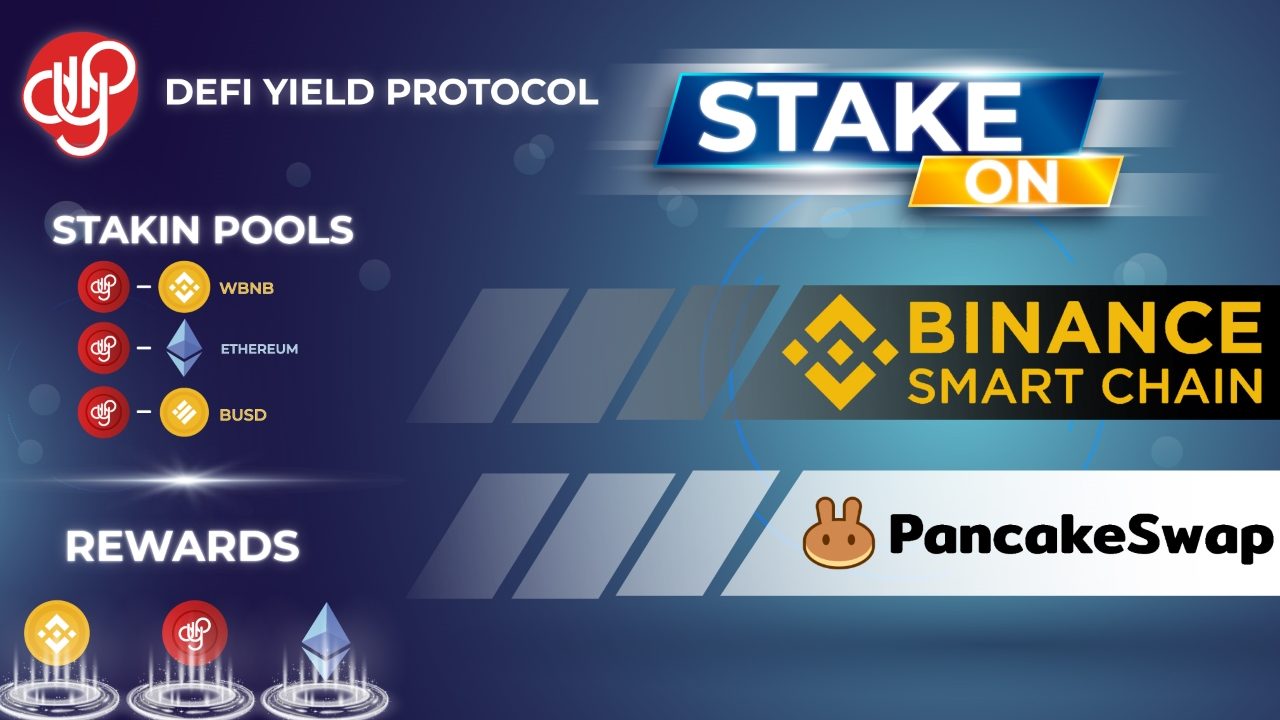 DEFI YIELD PROTOCOL
STAKE
ON
STAKIN POOLS
WBNB
ETHEREUM
BUSD
BINANCE
SMART CHAIN
PancakeSwap
REWARDS